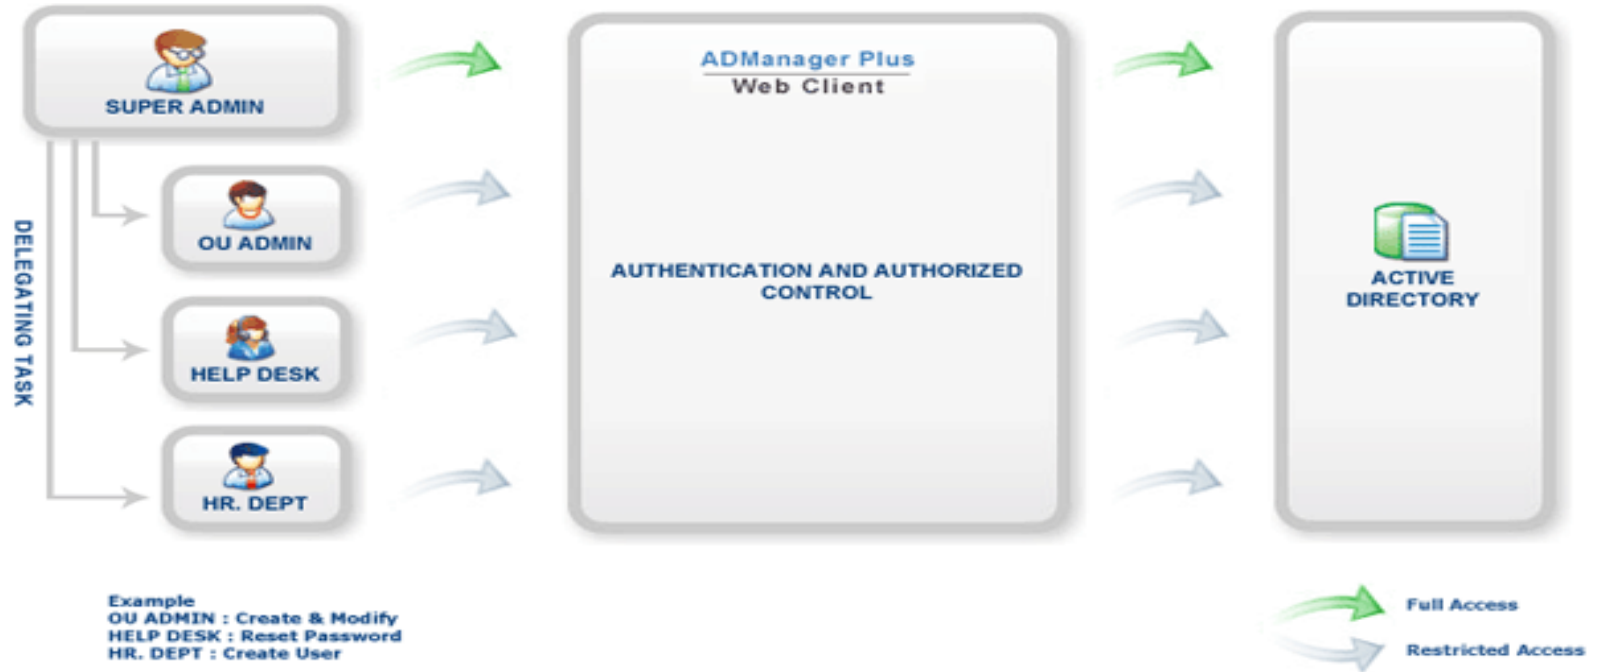 SUPER ADMIN
DELEGATING TASK
OU ADMIN
HELP DESK
HR. DEPT
ADManager Plus
Web Client
AUTHENTICATION AND AUTHORIZED
CONTROL
ACTIVE
DIRECTORY
Example
OU ADMIN : Create & Modify
HELP DESK : Reset Password
HR. DEPT : Create User
Full Access
Restricted Access